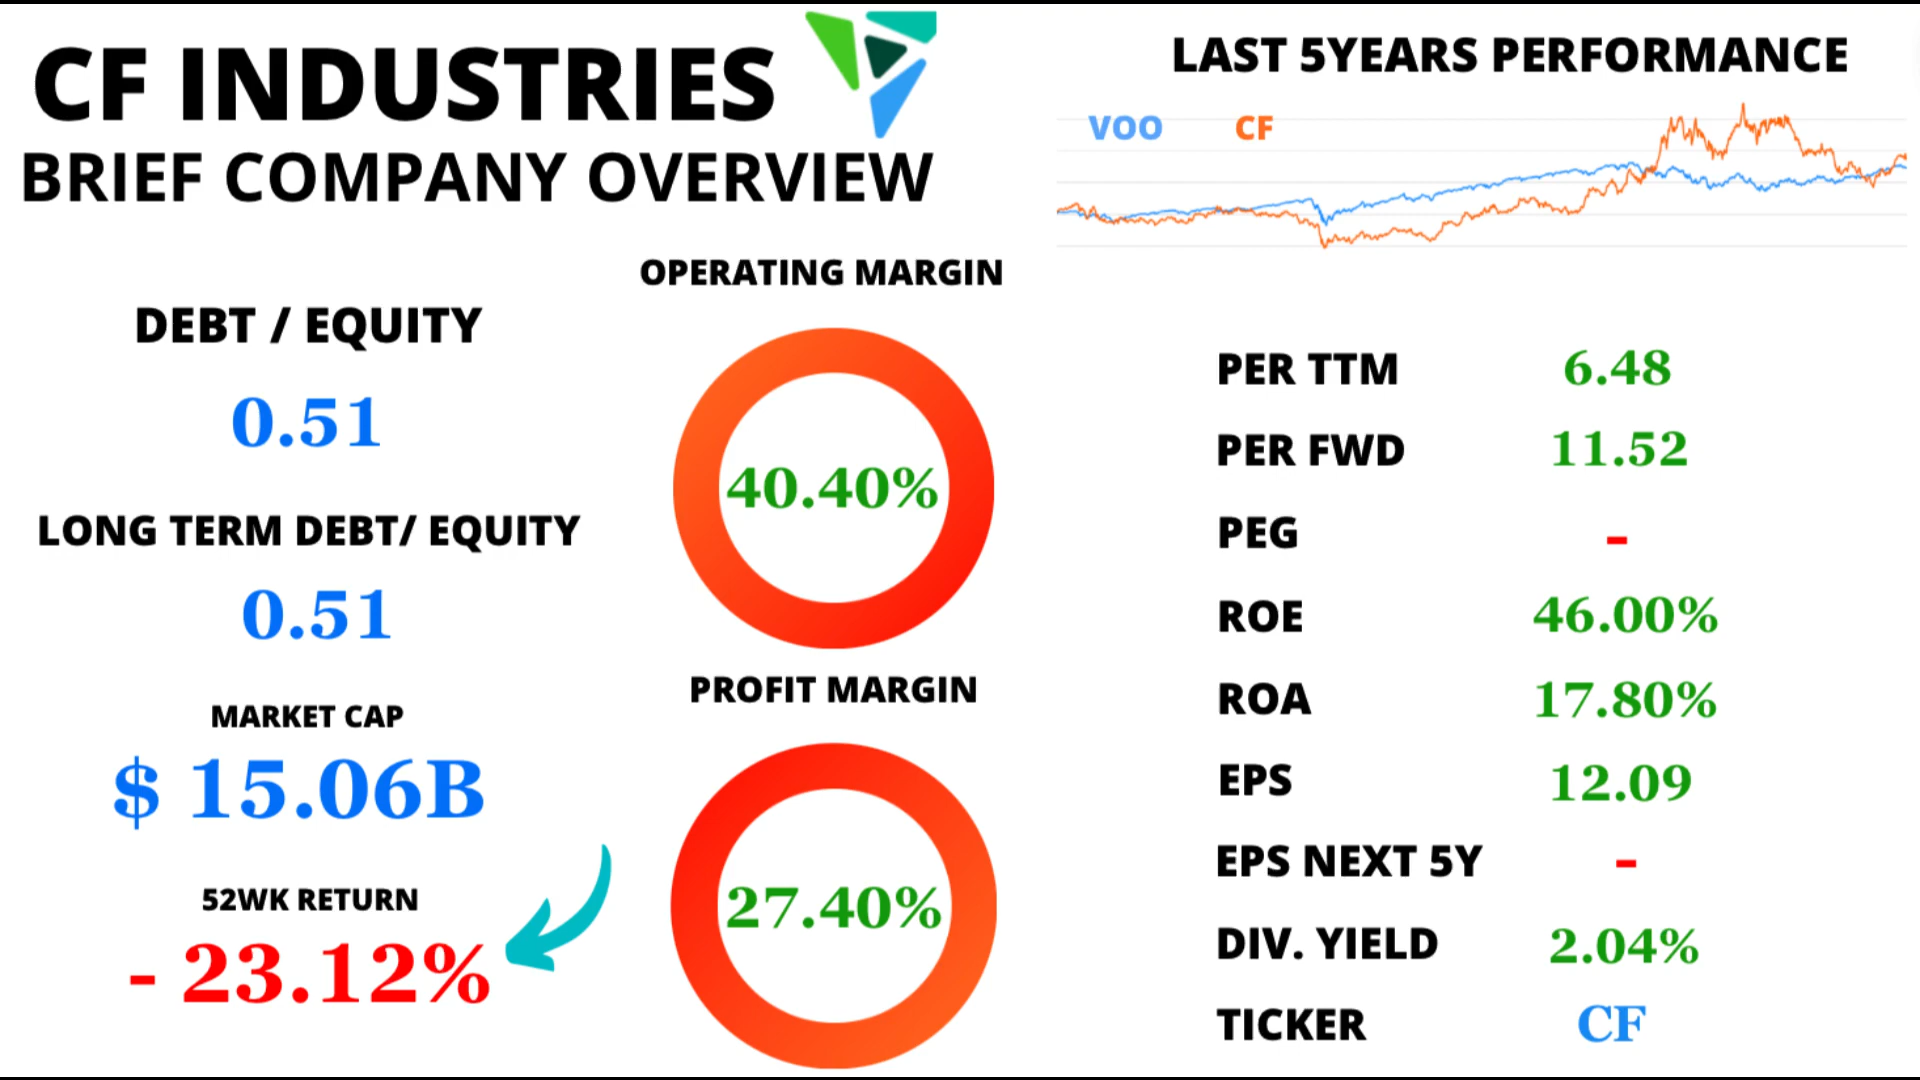 CF INDUSTRIES
BRIEF COMPANY OVERVIEW
DEBT / EQUITY
0.51
LONG TERM DEBT/ EQUITY
0.51
MARKET CAP
$ 15.06B
52WK RETURN
- 23.12%
OPERATING MARGIN
40.40%
PROFIT MARGIN
27.40%
LAST 5YEARS PERFORMANCE
VOO CF
PER TTM 6.48
PER FWD 11.52
PEG -
ROE 46.00%
ROA 17.80%
EPS 12.09
EPS NEXT 5Y -
DIV. YIELD 2.04%
TICKER CF